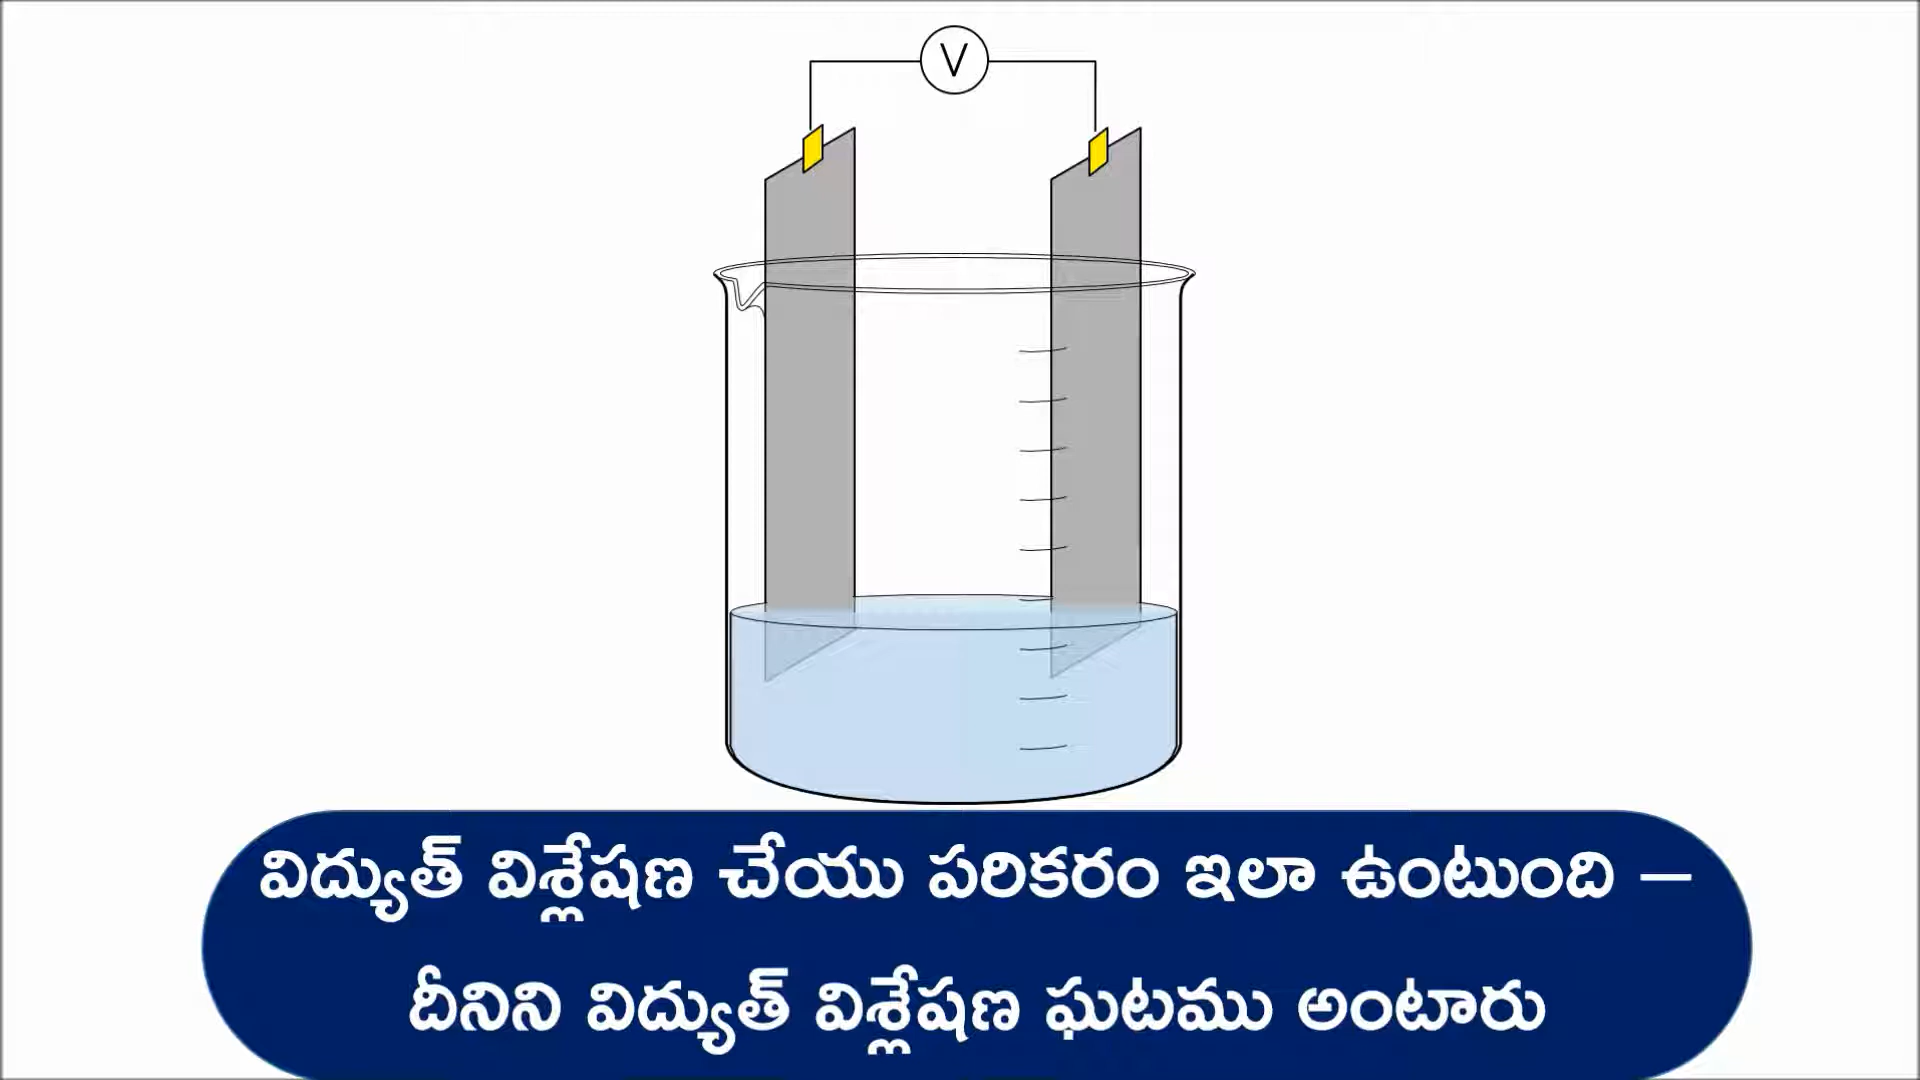 V
విద్యుత్ విశ్లేషణ చేయు పరికరం ఇలా ఉంటుంది –
దీనిని విద్యుత్ విశ్లేషణ ఘటము అంటారు